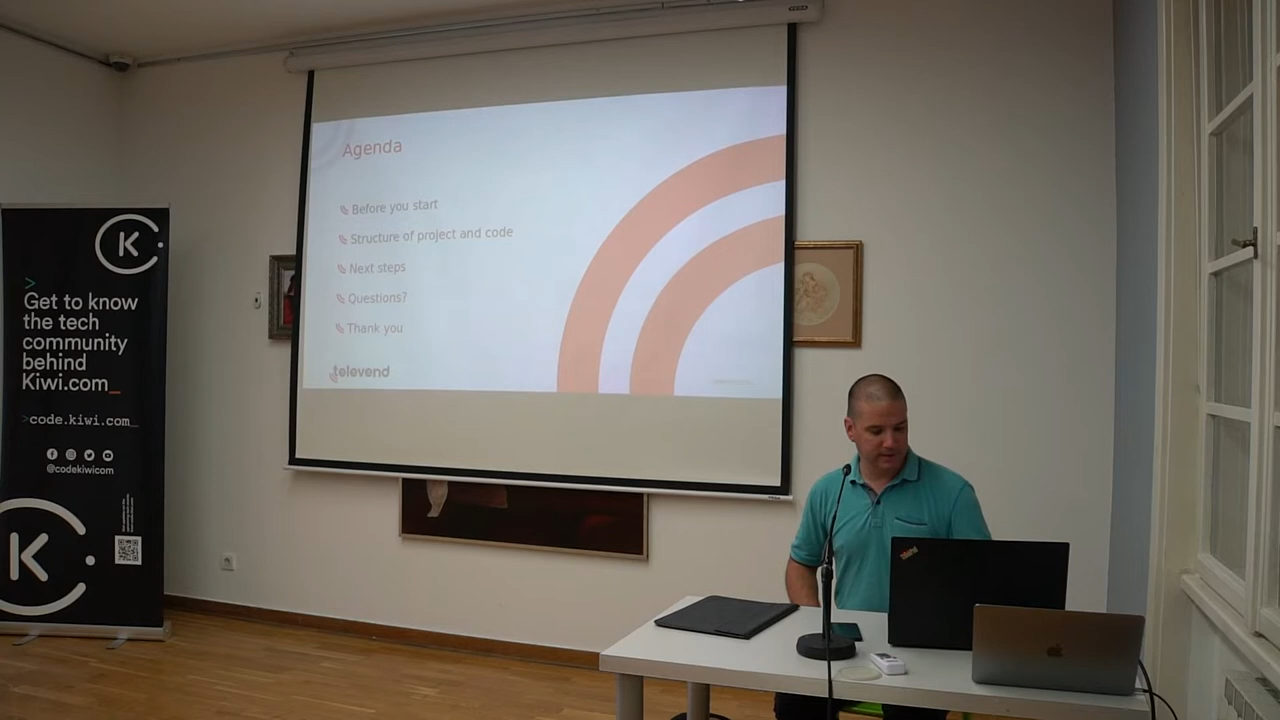 Agenda
Before you start
Structure of project and code
Next steps
Questions?
Thank you
televend
K
>
Get to know
the tech
community
behind
Kiwi.com_
>code.kiwi.com_
@codekiwicom
K
ThinkPad